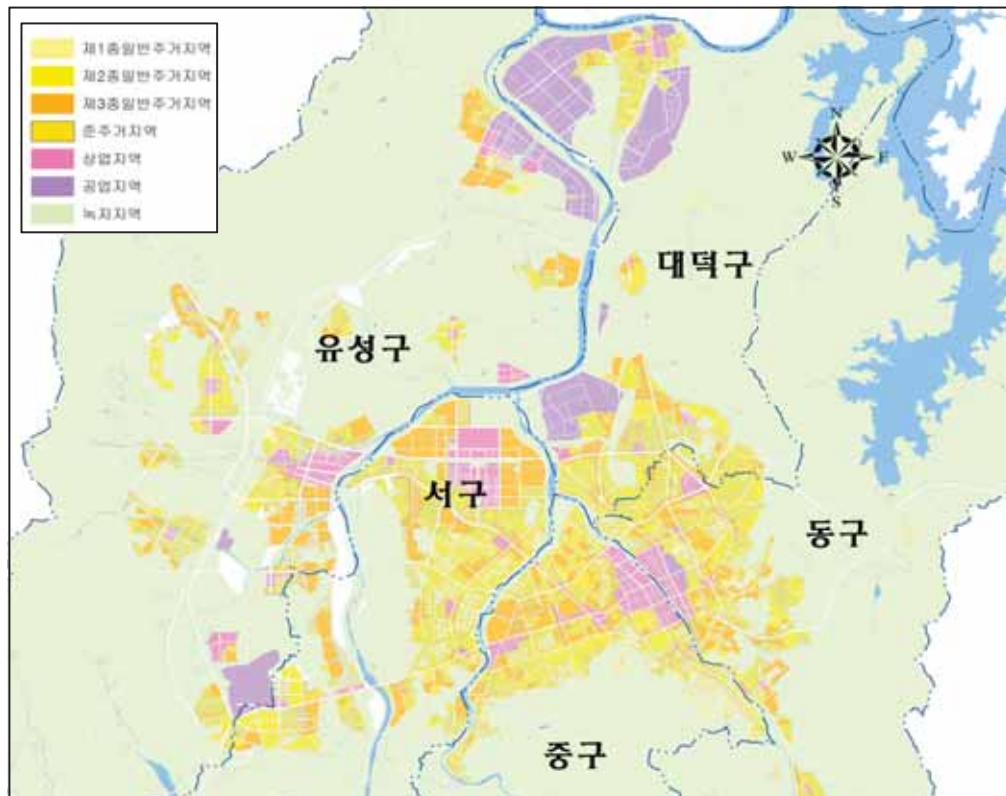 제1종일반주거지역
제2종일반주거지역
제3종일반주거지역
준주거지역
상업지역
공업지역
녹지지역
N
W
E
S
대덕구
유성구
서구
동구
중구